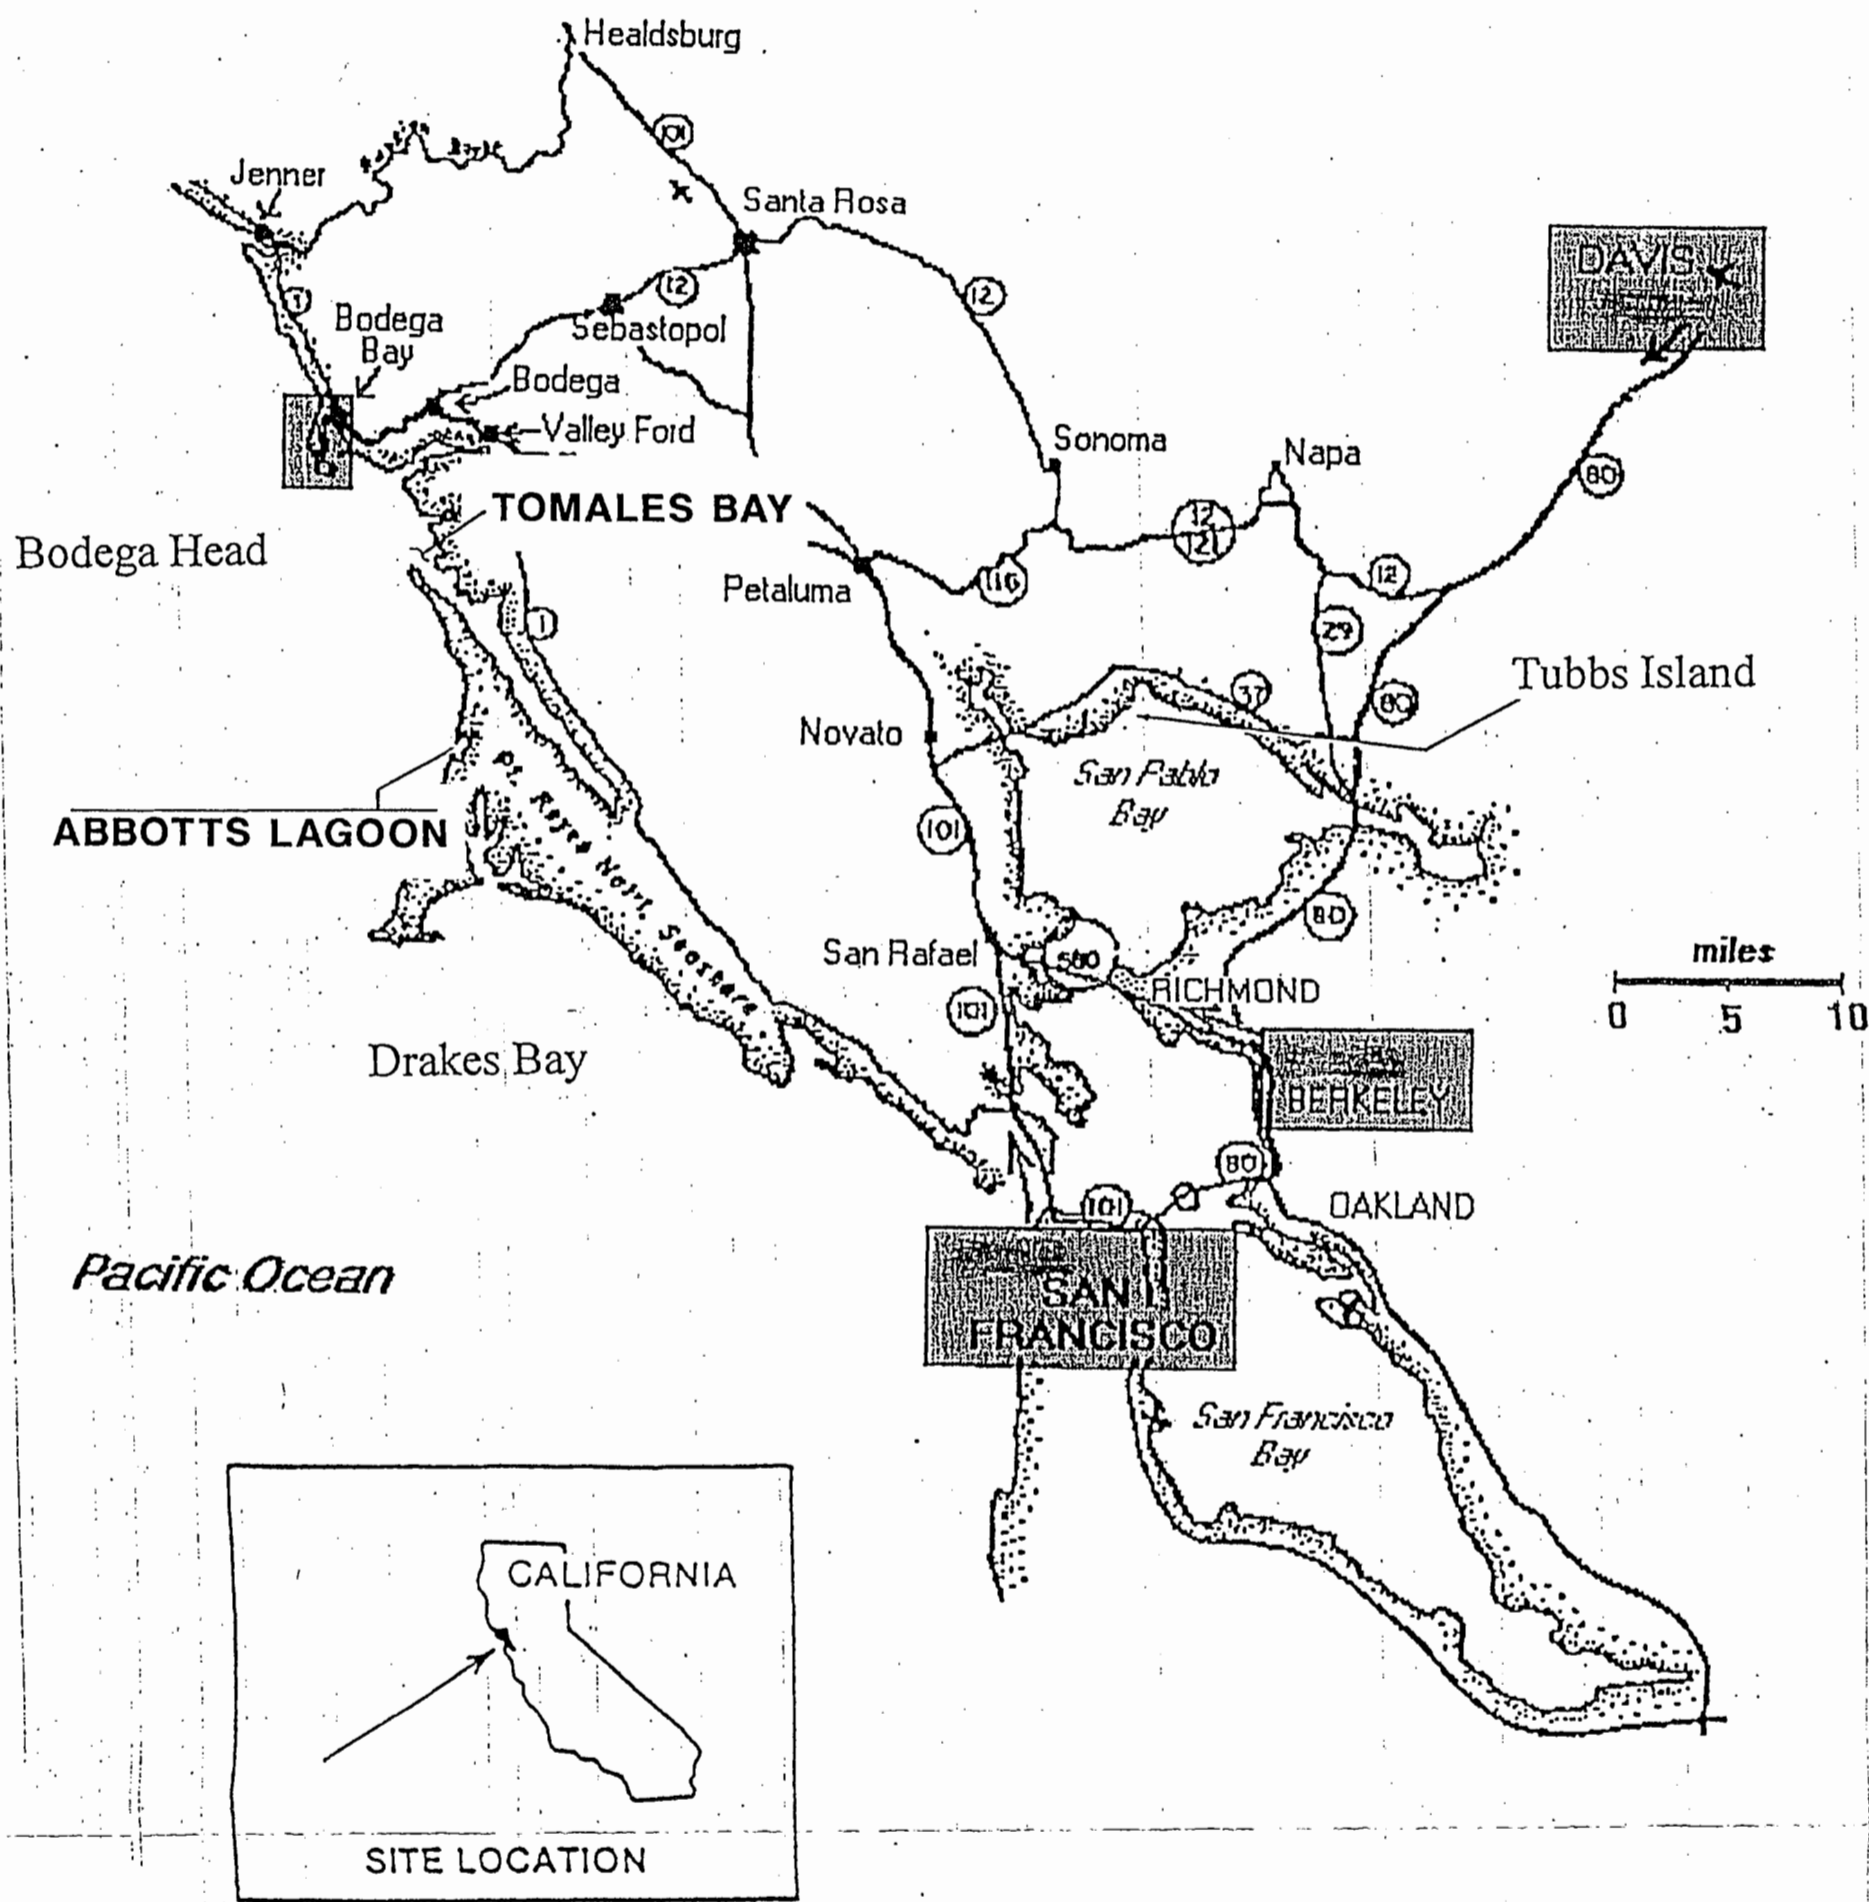 Healdsburg
101
Jenner
Santa Rosa
DAVIS
12
12
1
Bodega
Bay
Sebastopol
Bodega
Valley Ford
Sonoma
Napa
80
TOMALES BAY
12
121
Bodega Head
Petaluma
116
12
1
29
Tubbs Island
37
80
Novato
San Pablo
Bay
Pt. Reyes Natl. Seashore
ABBOTTS LAGOON
101
80
San Rafael
580
miles
RICHMOND
101
0 5 10
Drakes Bay
BERKELEY
80
101
OAKLAND
Pacific Ocean
SAN
FRANCISCO
San Francisco
Bay
CALIFORNIA
SITE LOCATION